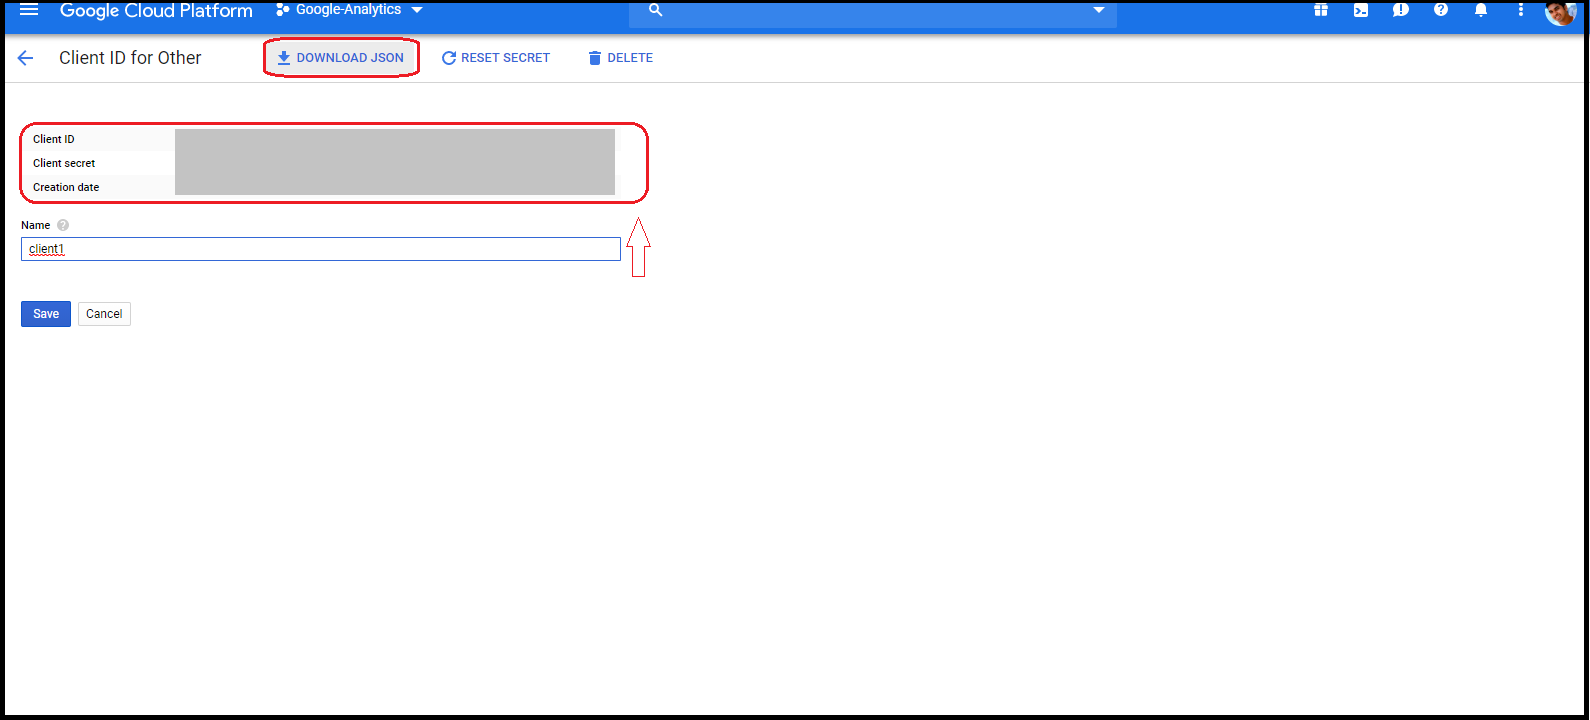 Google Cloud Platform Google-Analytics
Client ID for Other DOWNLOAD JSON RESET SECRET DELETE
Client ID
Client secret
Creation date
Name
client1
Save Cancel